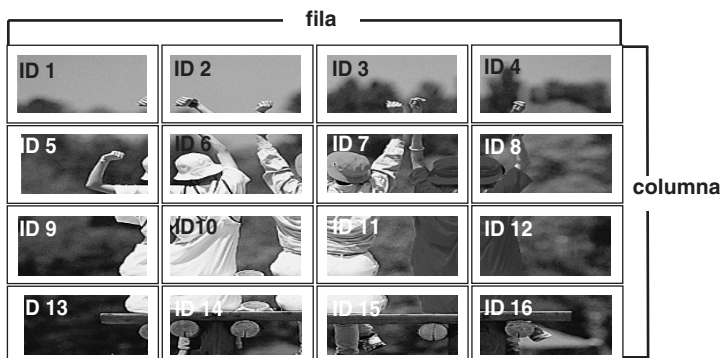 fila
ID 1 ID 2 ID 3 ID 4
ID 5 ID 6 ID 7 ID 8
columna
ID 9 ID10 ID 11 ID 12
D 13 ID 14 ID 15 ID 16